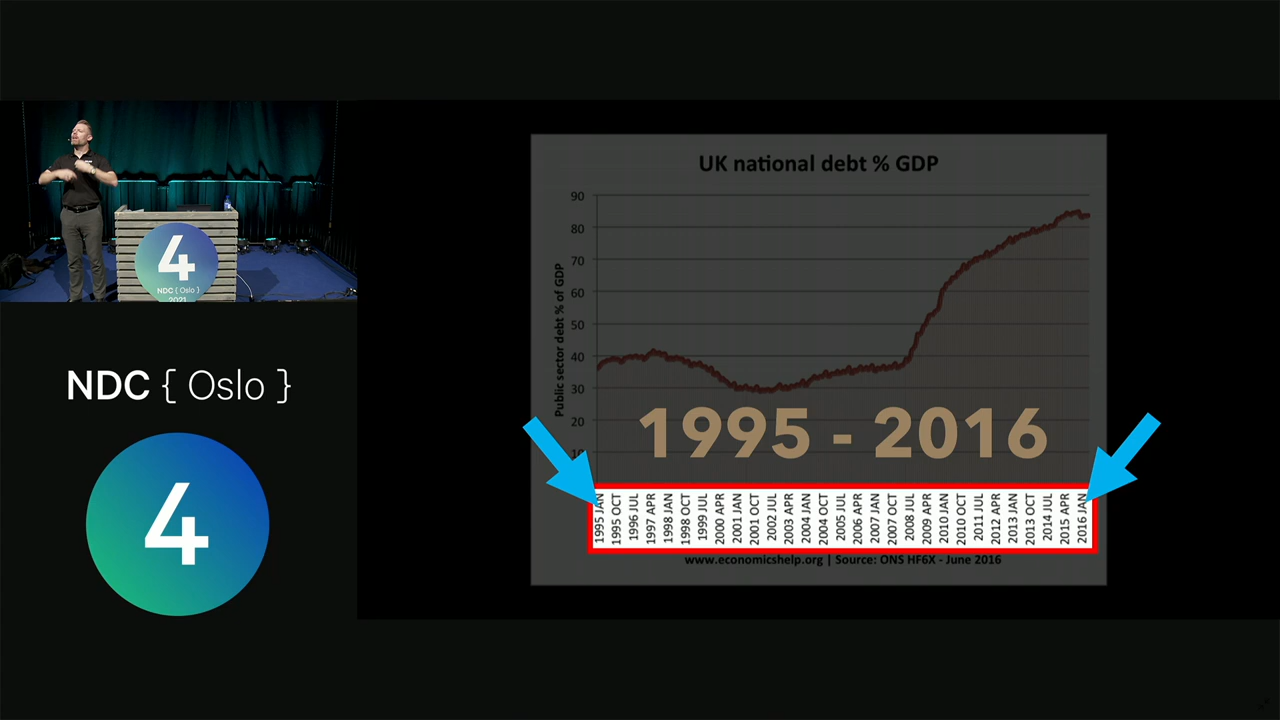 4
NDC { Oslo }
2021
NDC { Oslo }
4
UK national debt % GDP
Public sector debt % of GDP
90
80
70
60
50
40
30
20
10
1995 - 2016
1995 JAN
1995 OCT
1996 JUL
1997 APR
1998 JAN
1998 OCT
1999 JUL
2000 APR
2001 JAN
2001 OCT
2002 JUL
2003 APR
2004 JAN
2004 OCT
2005 JUL
2006 APR
2007 JAN
2007 OCT
2008 JUL
2009 APR
2010 JAN
2010 OCT
2011 JUL
2012 APR
2013 JAN
2013 OCT
2014 JUL
2015 APR
2016 JAN
www.economicshelp.org | Source: ONS HF6X - June 2016